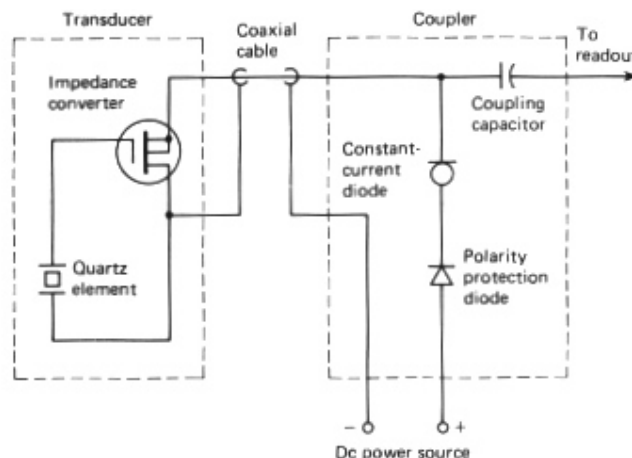 Transducer
Coaxial
cable
Coupler
To
readout
Impedance
converter
Coupling
capacitor
Constant-
current
diode
Quartz
element
Polarity
protection
diode
− +
Dc power source